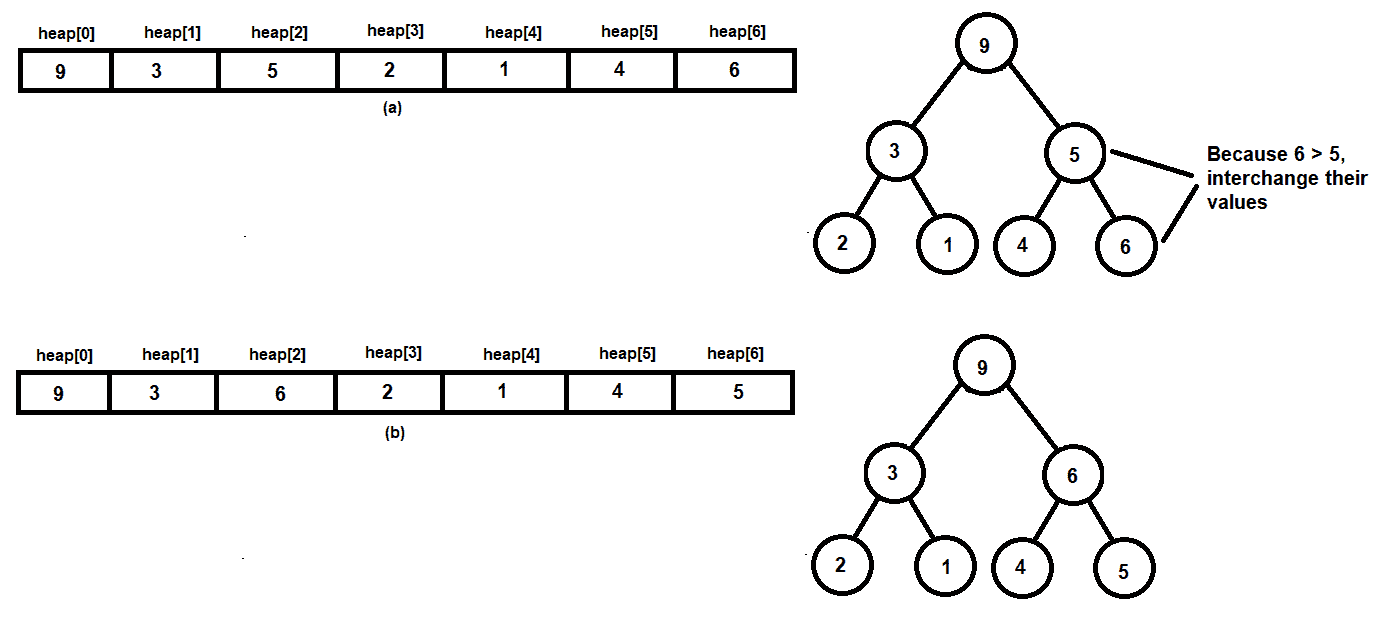 heap[0] heap[1] heap[2] heap[3] heap[4] heap[5] heap[6]
9 3 5 2 1 4 6
(a)
9
3 5
2 1 4 6
Because 6 > 5,
interchange their
values
heap[0] heap[1] heap[2] heap[3] heap[4] heap[5] heap[6]
9 3 6 2 1 4 5
(b)
9
3 6
2 1 4 5